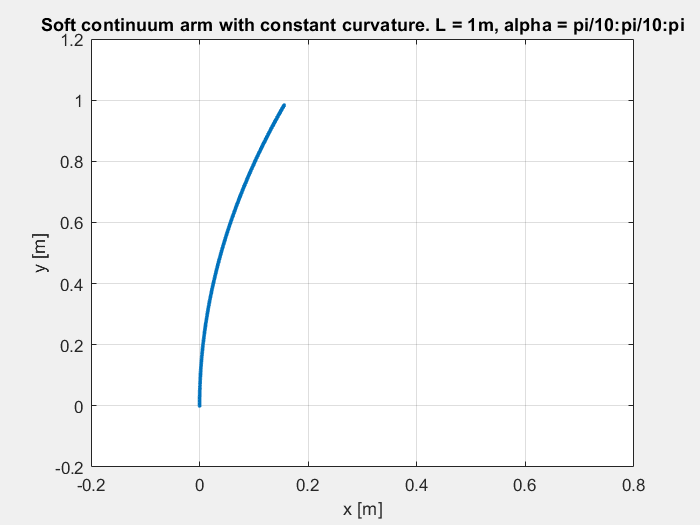 Soft continuum arm with constant curvature. L = 1m, alpha = pi/10:pi/10:pi
1.2
1
0.8
0.6
0.4
0.2
0
-0.2
y [m]
-0.2 0 0.2 0.4 0.6 0.8
x [m]